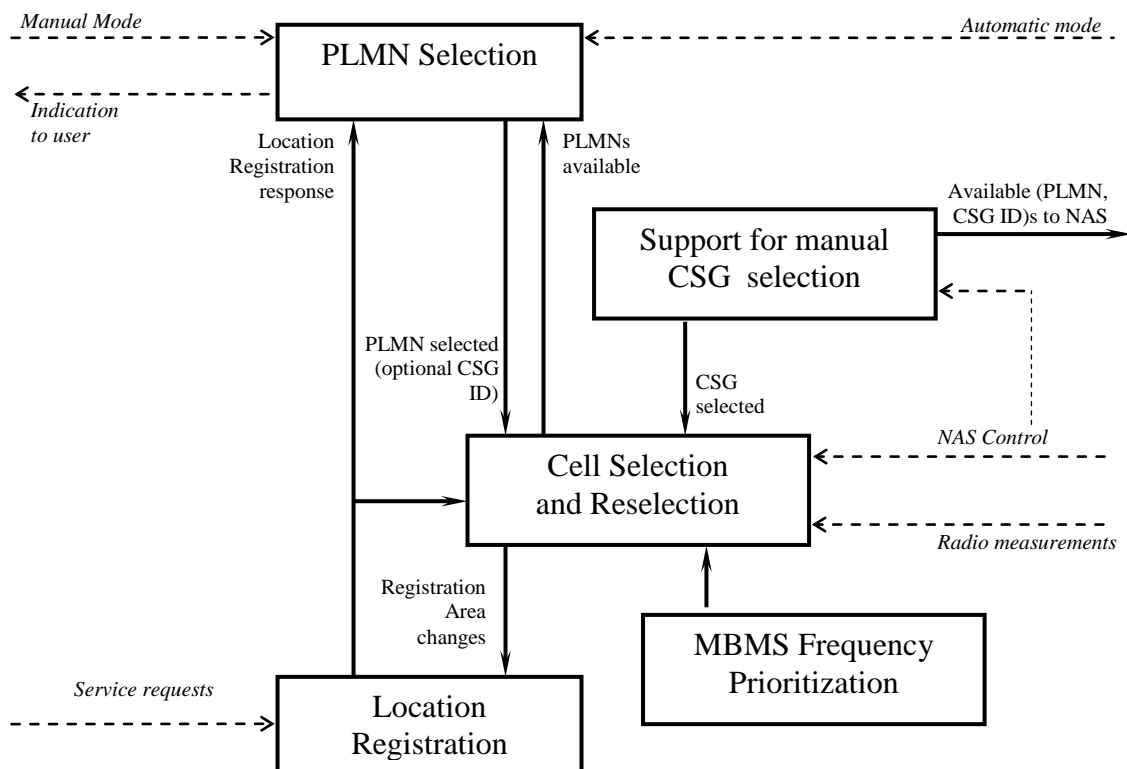 Manual Mode
PLMN Selection
Automatic mode
Indication
to user
Location
Registration
response
PLMNs
available
Available (PLMN,
CSG ID)s to NAS
Support for manual
CSG selection
PLMN selected
(optional CSG
ID)
CSG
selected
NAS Control
Cell Selection
and Reselection
Radio measurements
Registration
Area
changes
MBMS Frequency
Prioritization
Service requests
Location
Registration